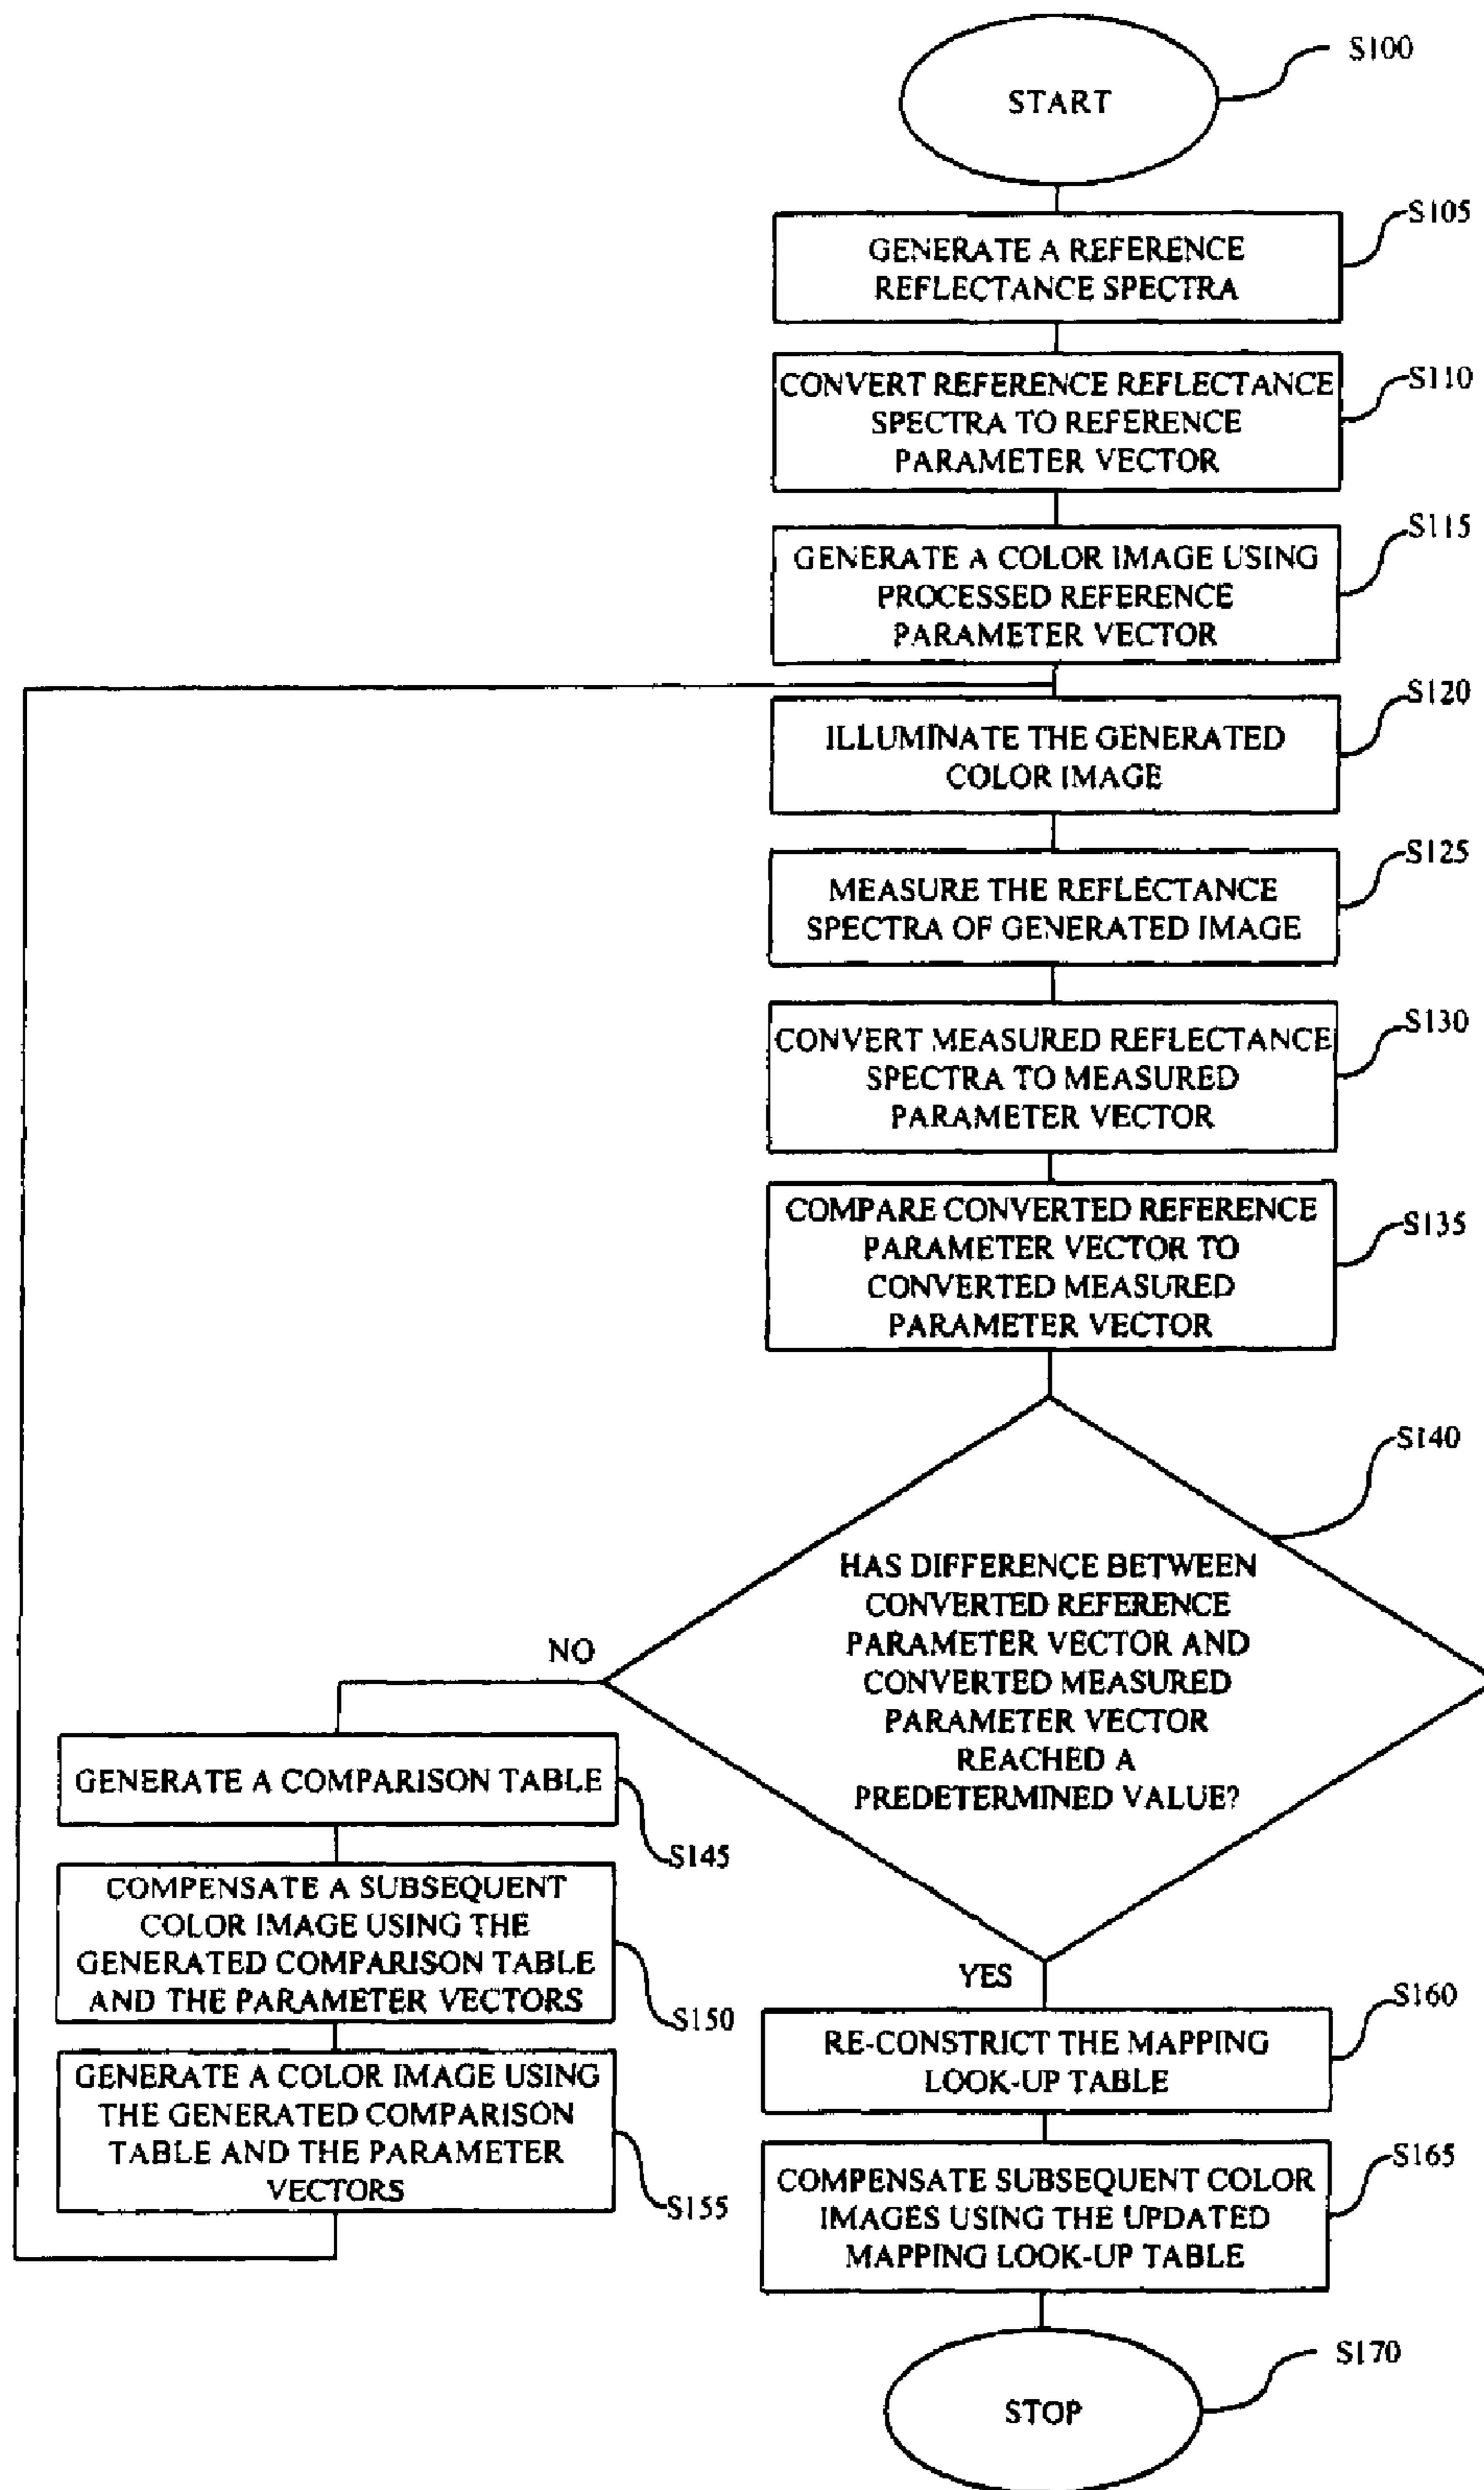 START
S100
GENERATE A REFERENCE
REFLECTANCE SPECTRA
S105
CONVERT REFERENCE REFLECTANCE
SPECTRA TO REFERENCE
PARAMETER VECTOR
S110
GENERATE A COLOR IMAGE USING
PROCESSED REFERENCE
PARAMETER VECTOR
S115
ILLUMINATE THE GENERATED
COLOR IMAGE
S120
MEASURE THE REFLECTANCE
SPECTRA OF GENERATED IMAGE
S125
CONVERT MEASURED REFLECTANCE
SPECTRA TO MEASURED
PARAMETER VECTOR
S130
COMPARE CONVERTED REFERENCE
PARAMETER VECTOR TO
CONVERTED MEASURED
PARAMETER VECTOR
S135
HAS DIFFERENCE BETWEEN
CONVERTED REFERENCE
PARAMETER VECTOR AND
CONVERTED MEASURED
PARAMETER VECTOR
REACHED A
PREDETERMINED VALUE?
S140
NO
GENERATE A COMPARISON TABLE
S145
COMPENSATE A SUBSEQUENT
COLOR IMAGE USING THE
GENERATED COMPARISON TABLE
AND THE PARAMETER VECTORS
S150
GENERATE A COLOR IMAGE USING
THE GENERATED COMPARISON
TABLE AND THE PARAMETER
VECTORS
S155
YES
RE-CONSTRICT THE MAPPING
LOOK-UP TABLE
S160
COMPENSATE SUBSEQUENT COLOR
IMAGES USING THE UPDATED
MAPPING LOOK-UP TABLE
S165
STOP
S170